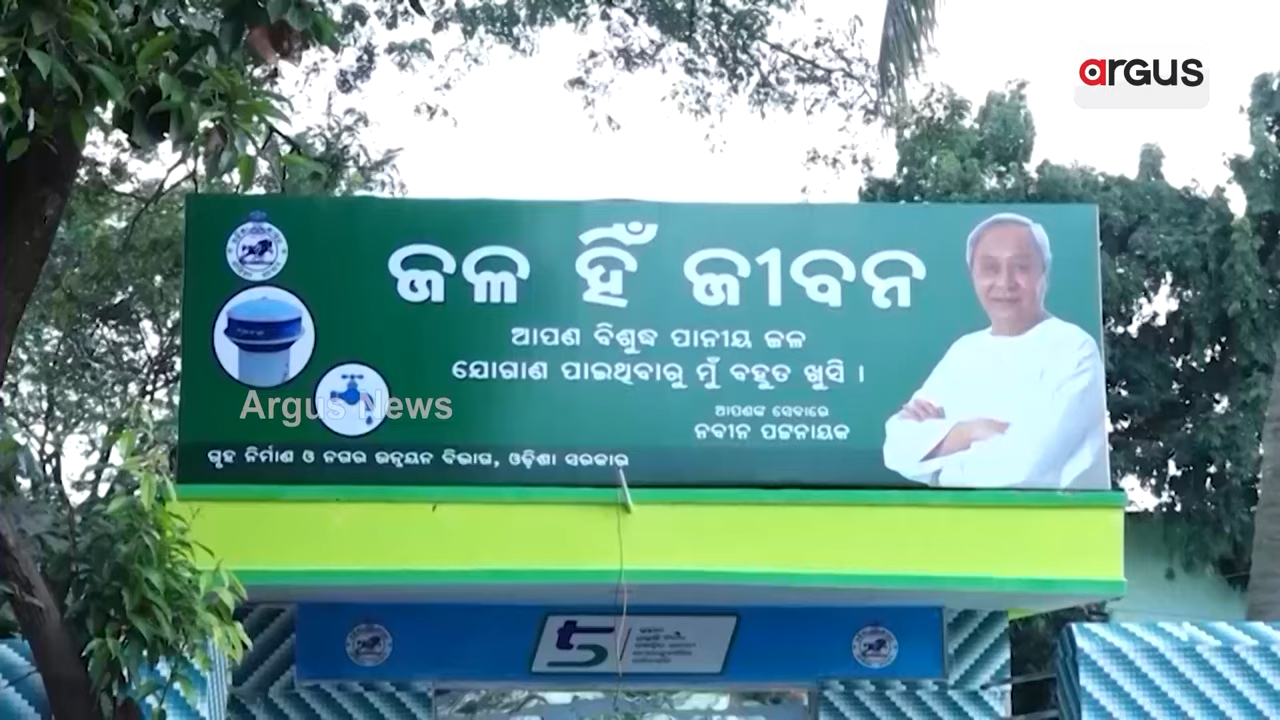 argus
ଜଳ ହିଁ ଜୀବନ
ଆପଣ ବିଶୁଦ୍ଧ ପାନୀୟ ଜଳ
ଯୋଗାଣ ପାଇଥିବାରୁ ମୁଁ ବହୁତ ଖୁସି ।
Argus News
ଆପଣଙ୍କ ସେବାରେ
ନବୀନ ପଟ୍ଟନାୟକ
ଗୃହ ନିର୍ମାଣ ଓ ନଗର ଉନ୍ନୟନ ବିଭାଗ, ଓଡ଼ିଶା ସରକାର
5